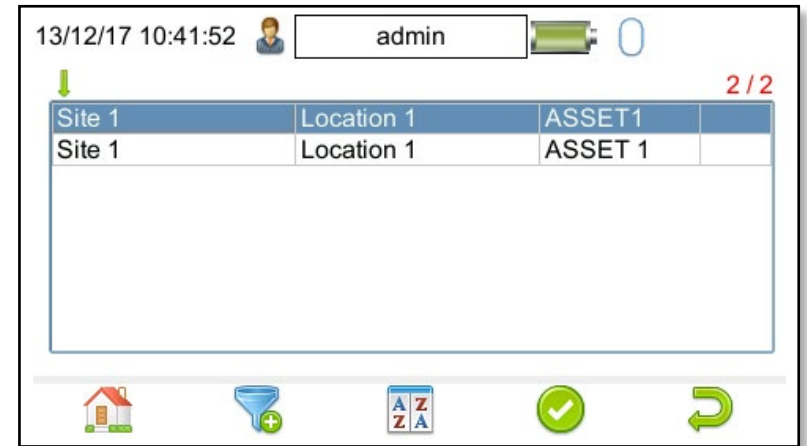 13/12/17 10:41:52 admin
2 / 2
Site 1 Location 1 ASSET1
Site 1 Location 1 ASSET 1
A Z
Z A